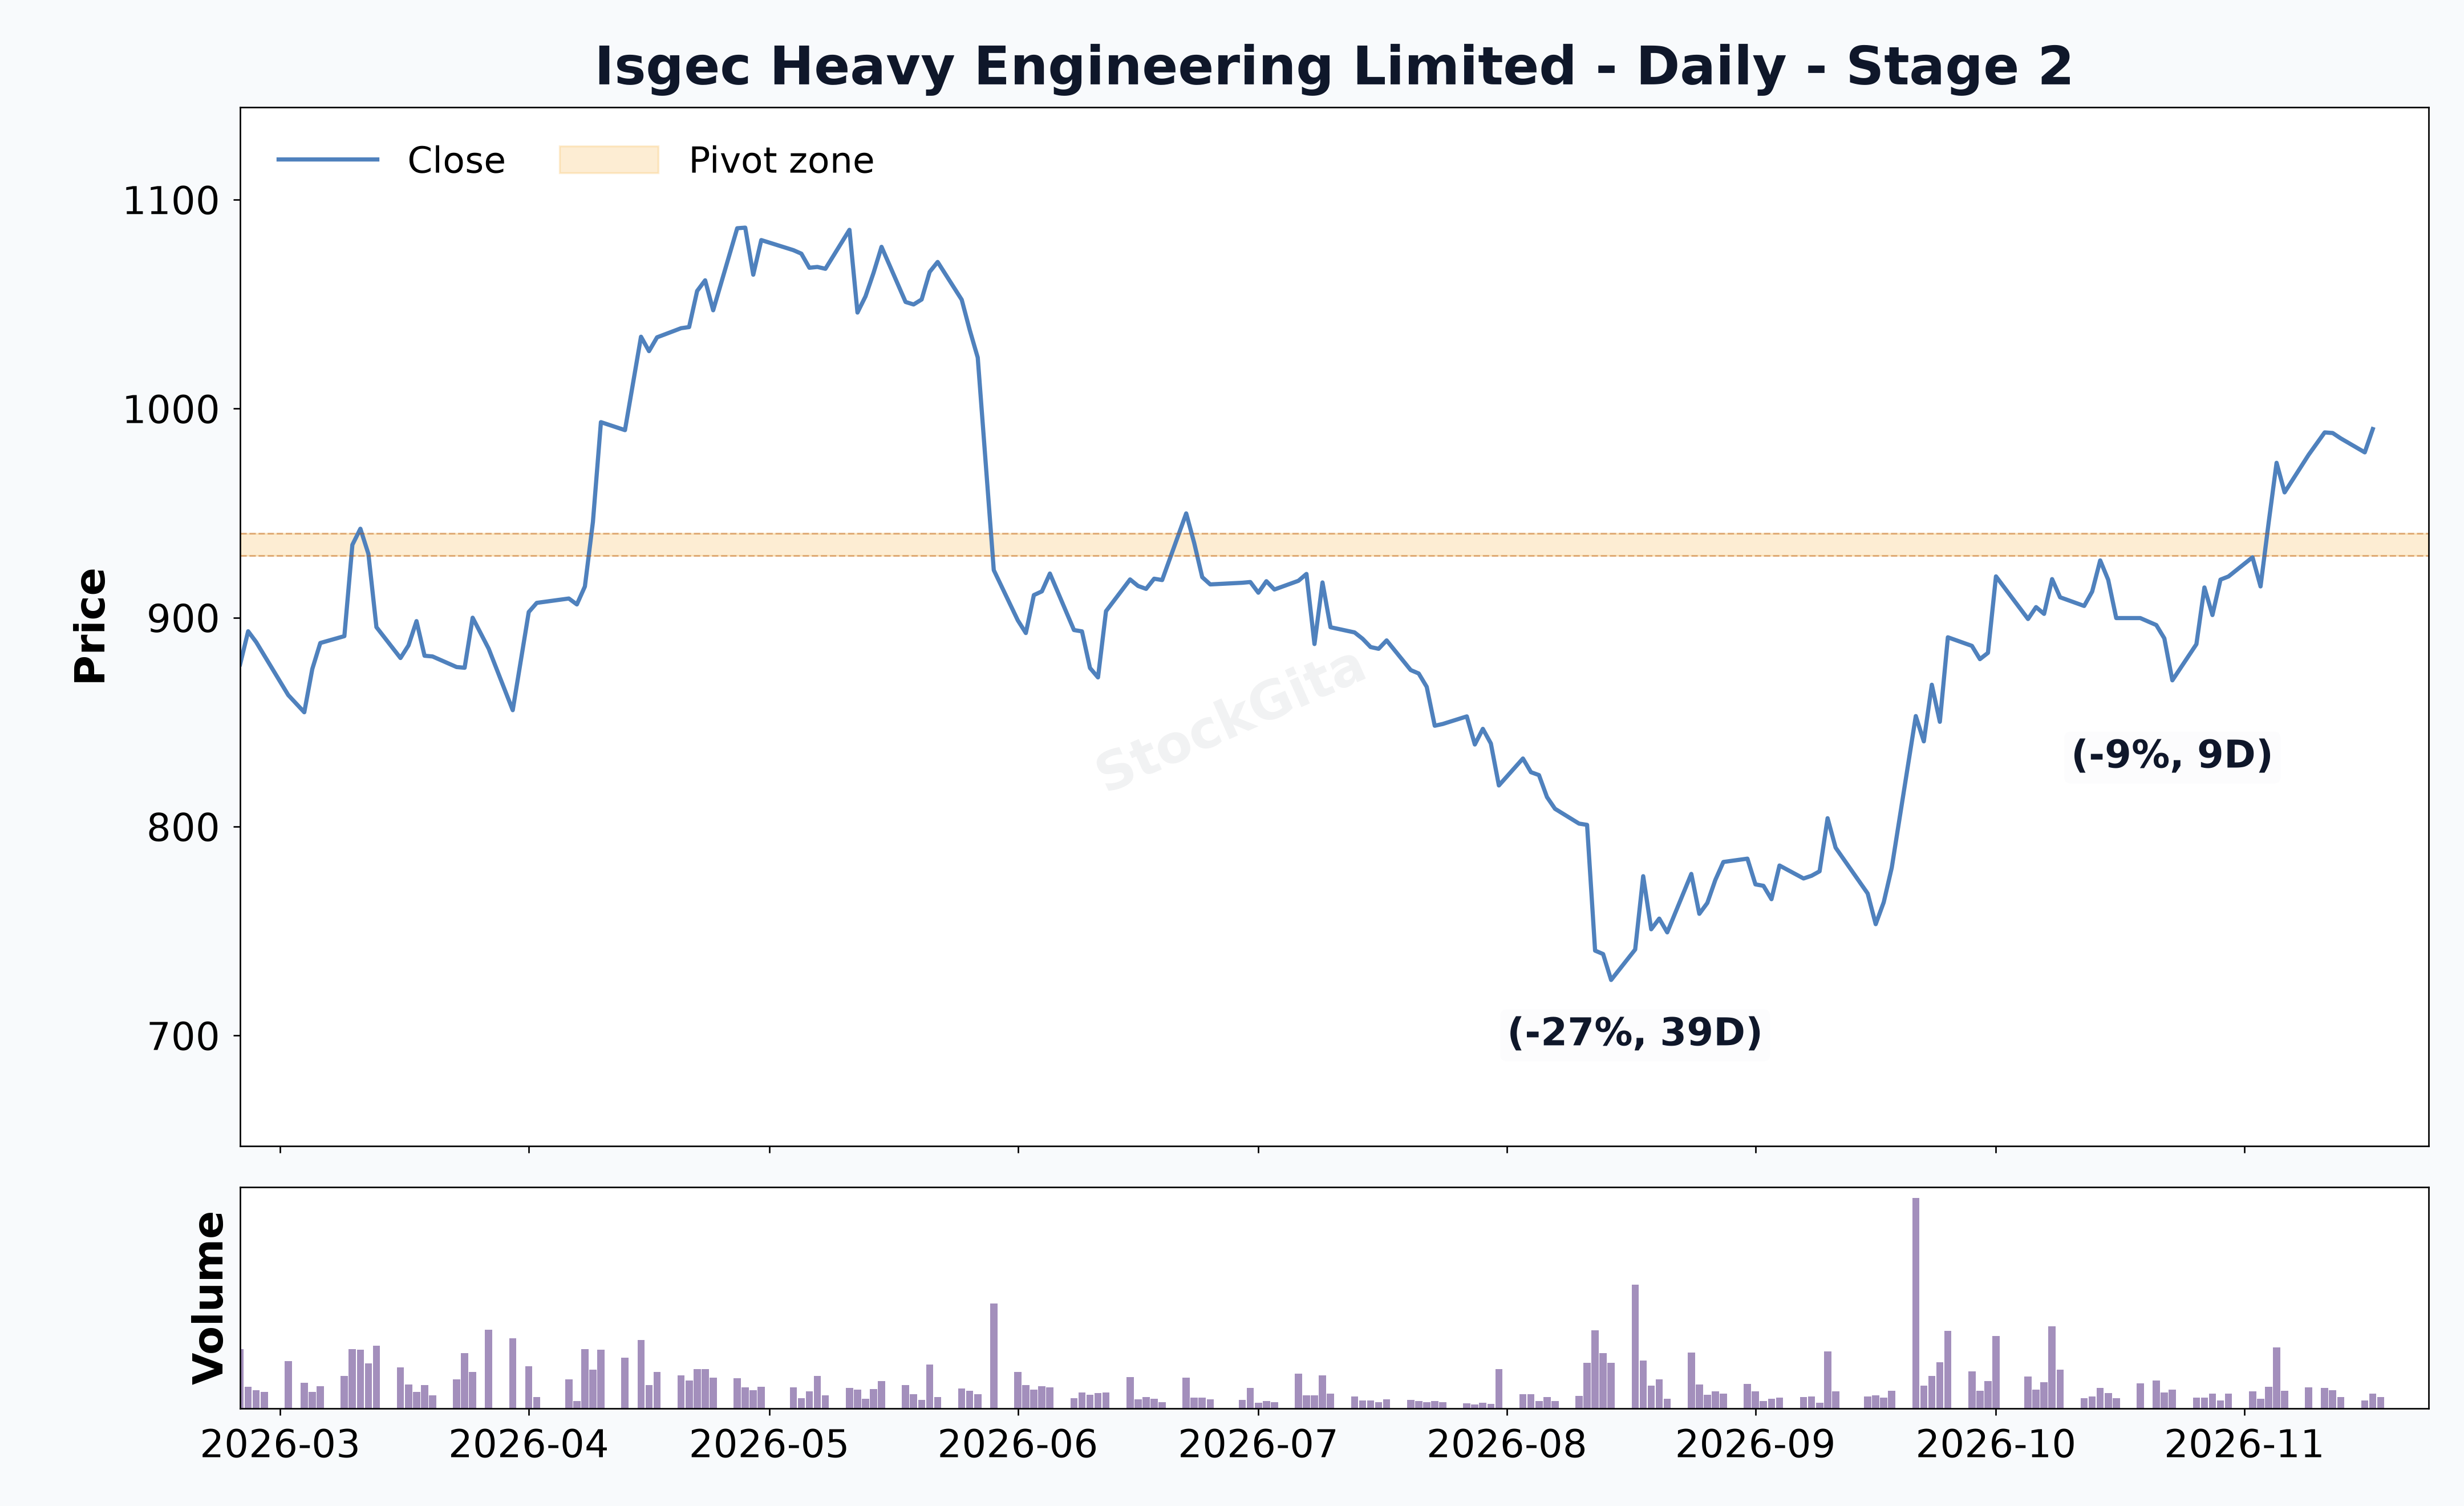 Isgec Heavy Engineering Limited - Daily - Stage 2
Close
Pivot zone
1100
1000
900
800
700
Price
StockGita
(-9%, 9D)
(-27%, 39D)
Volume
2026-03
2026-04
2026-05
2026-06
2026-07
2026-08
2026-09
2026-10
2026-11